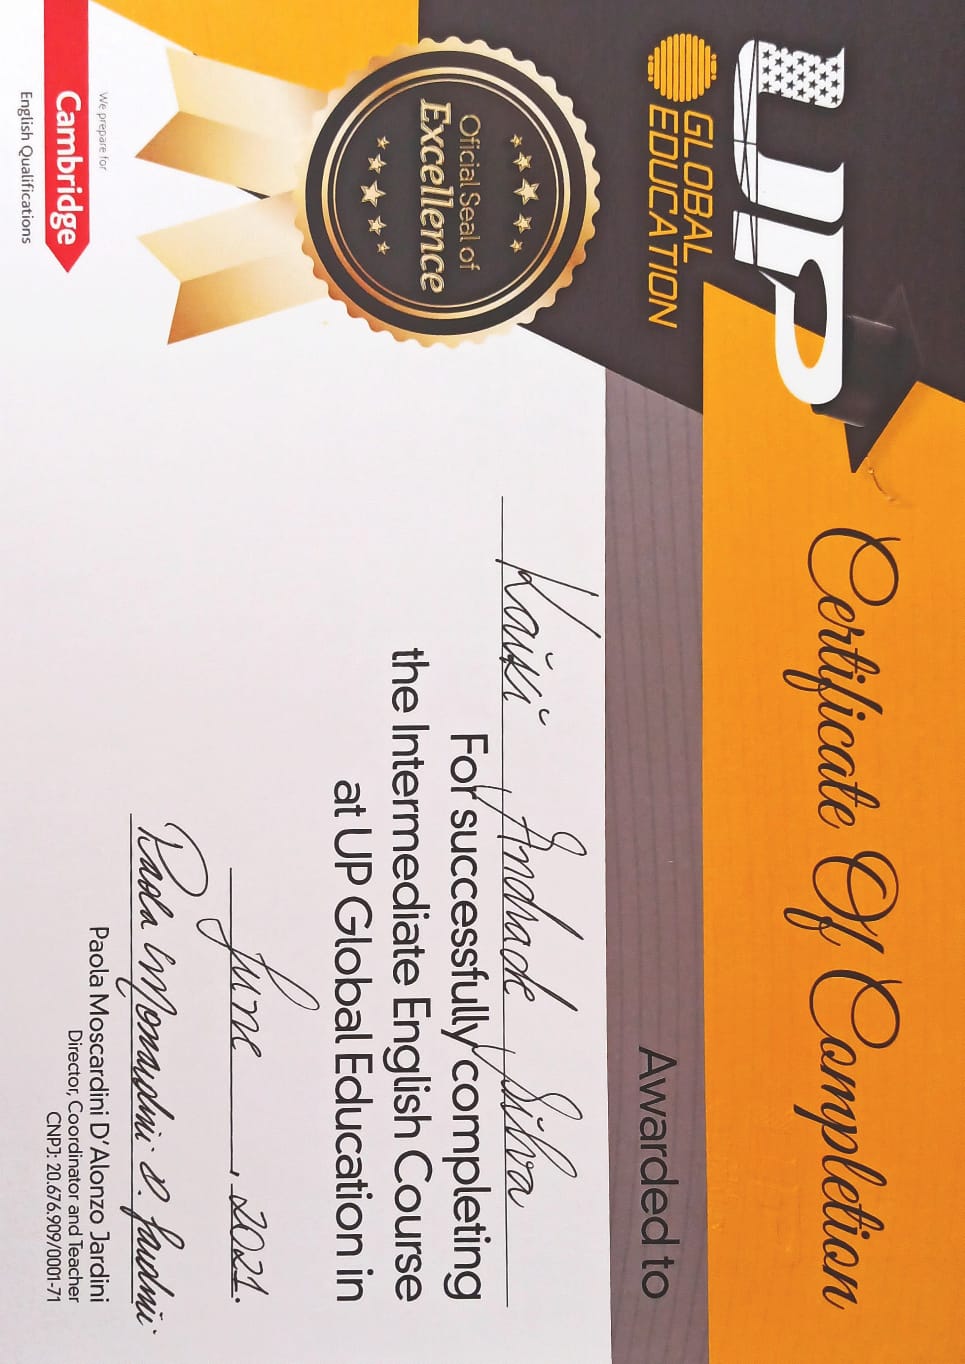 Certificate Of Completion
UP
GLOBAL
EDUCATION
Awarded to
Kaiki Andrade Silva
For successfully completing
the Intermediate English Course
at UP Global Education in
June, 2021.
Oficial Seal of
Excellence
Paola Moscardini D. Jardini
Paola Moscardini D'Alonzo Jardini
Director, Coordinator and Teacher
CNPJ: 20.676.909/0001-71
We prepare for
Cambridge
English Qualifications